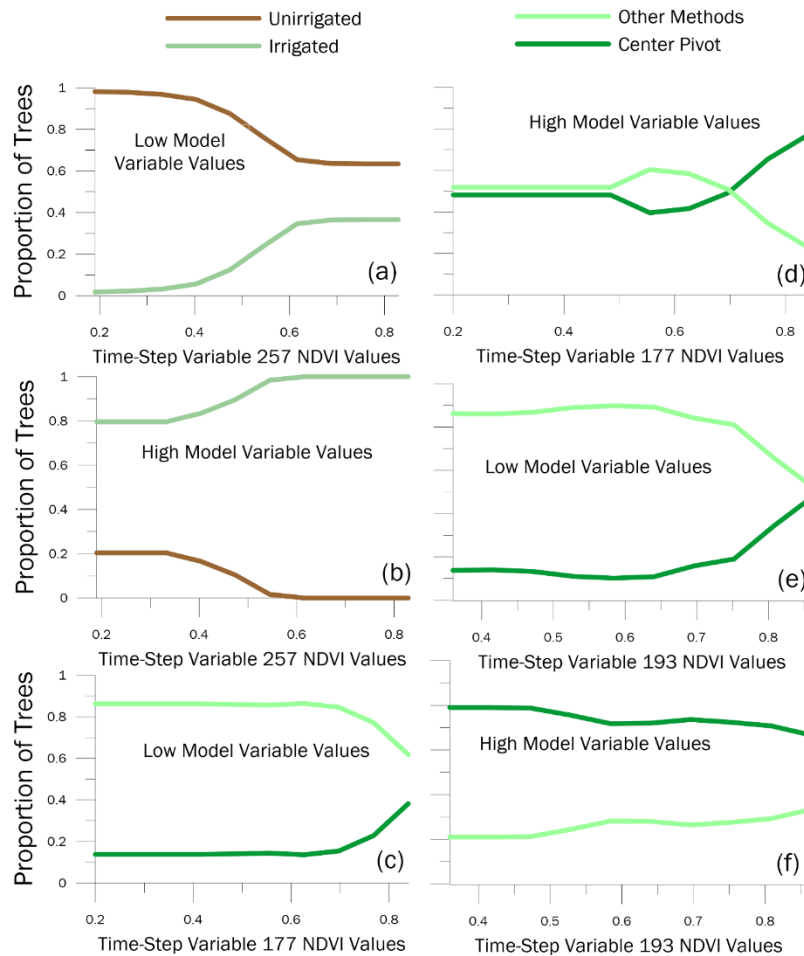 Unirrigated
Irrigated
Other Methods
Center Pivot
Proportion of Trees
1
0.8
0.6
0.4
0.2
0
Low Model
Variable Values
(a)
0.2 0.4 0.6 0.8
Time-Step Variable 257 NDVI Values
High Model Variable Values
(d)
0.2 0.4 0.6 0.8
Time-Step Variable 177 NDVI Values
Proportion of Trees
1
0.8
0.6
0.4
0.2
0
High Model Variable Values
(b)
0.2 0.4 0.6 0.8
Time-Step Variable 257 NDVI Values
Low Model Variable Values
(e)
0.4 0.5 0.6 0.7 0.8
Time-Step Variable 193 NDVI Values
Proportion of Trees
1
0.8
0.6
0.4
0.2
0
Low Model Variable Values
(c)
0.2 0.4 0.6 0.8
Time-Step Variable 177 NDVI Values
High Model Variable Values
(f)
0.4 0.5 0.6 0.7 0.8
Time-Step Variable 193 NDVI Values